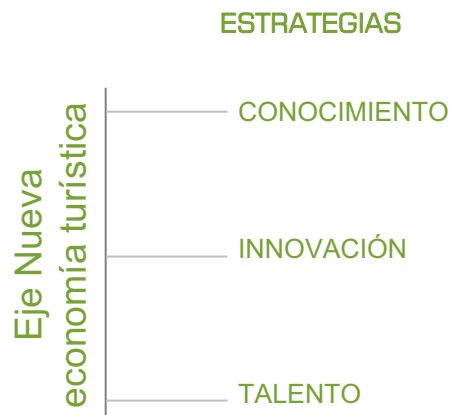 ESTRATEGIAS
Eje Nueva
economía turística
CONOCIMIENTO
INNOVACIÓN
TALENTO